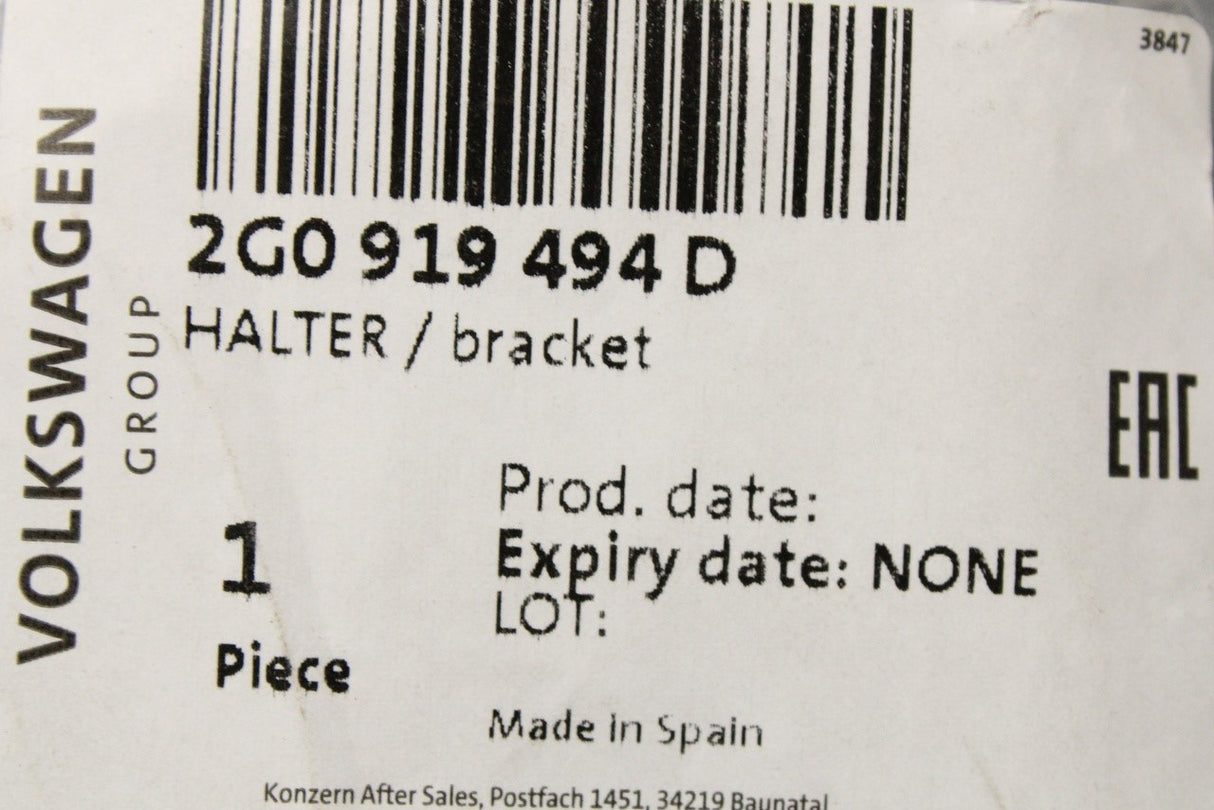 3847
VOLKSWAGEN
GROUP
2G0 919 494 D
HALTER / bracket
EAC
Prod. date:
Expiry date: NONE
LOT:
1
Piece
Made in Spain
Konzern After Sales, Postfach 1451, 34219 Baunatal